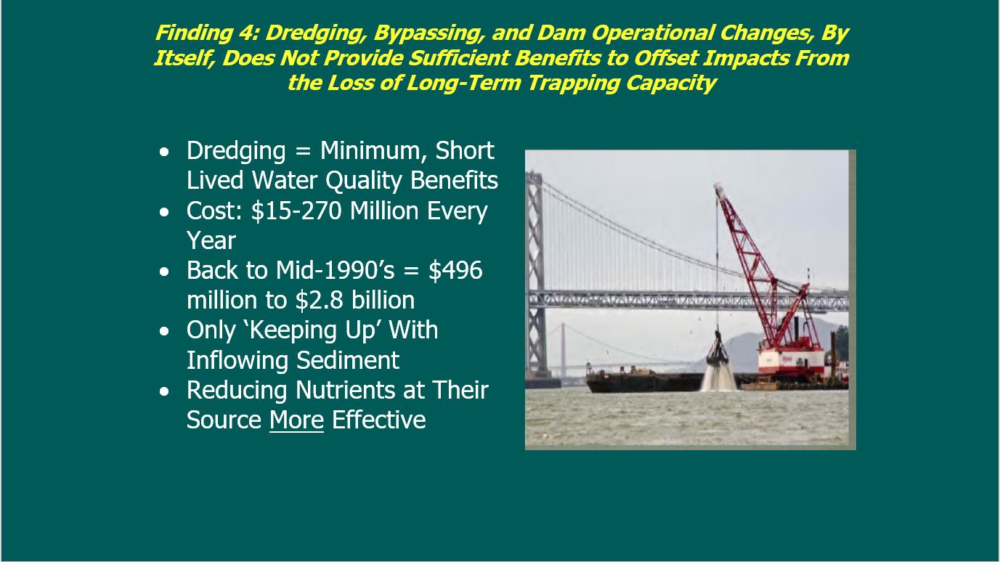 Finding 4: Dredging, Bypassing, and Dam Operational Changes, By
Itself, Does Not Provide Sufficient Benefits to Offset Impacts From
the Loss of Long-Term Trapping Capacity
• Dredging = Minimum, Short
Lived Water Quality Benefits
• Cost: $15-270 Million Every
Year
• Back to Mid-1990’s = $496
million to $2.8 billion
• Only ‘Keeping Up’ With
Inflowing Sediment
• Reducing Nutrients at Their
Source More Effective